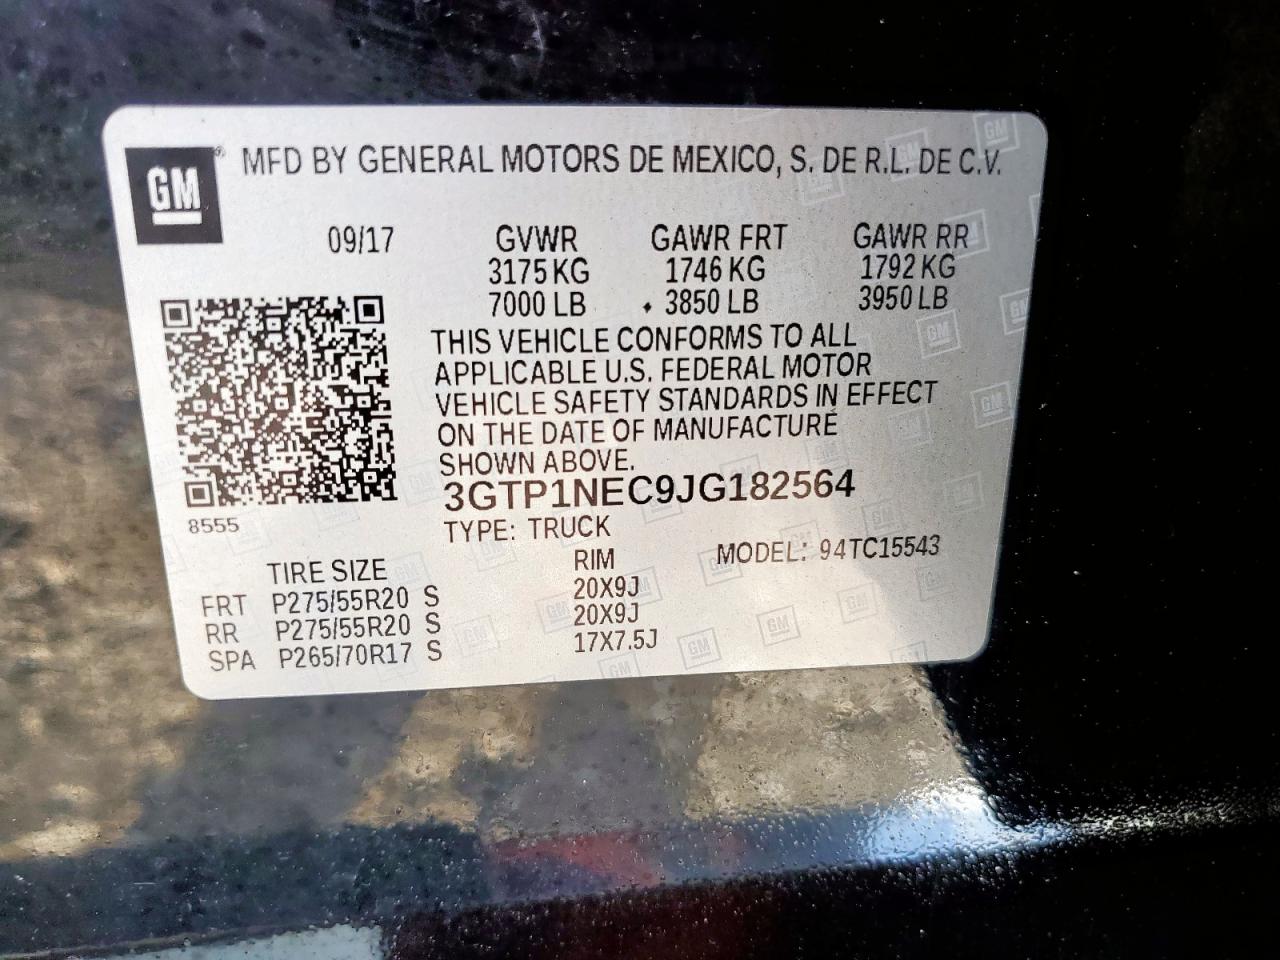 GM MFD BY GENERAL MOTORS DE MEXICO, S. DE R.L. DE C.V.
09/17 GVWR GAWR FRT GAWR RR
3175 KG 1746 KG 1792 KG
7000 LB 3850 LB 3950 LB
THIS VEHICLE CONFORMS TO ALL
APPLICABLE U.S. FEDERAL MOTOR
VEHICLE SAFETY STANDARDS IN EFFECT
ON THE DATE OF MANUFACTURE
SHOWN ABOVE.
3GTP1NEC9JG182564
8555
TYPE: TRUCK
MODEL: 94TC15543
TIRE SIZE RIM
FRT P275/55R20 S 20X9J
RR P275/55R20 S 20X9J
SPA P265/70R17 S 17X7.5J